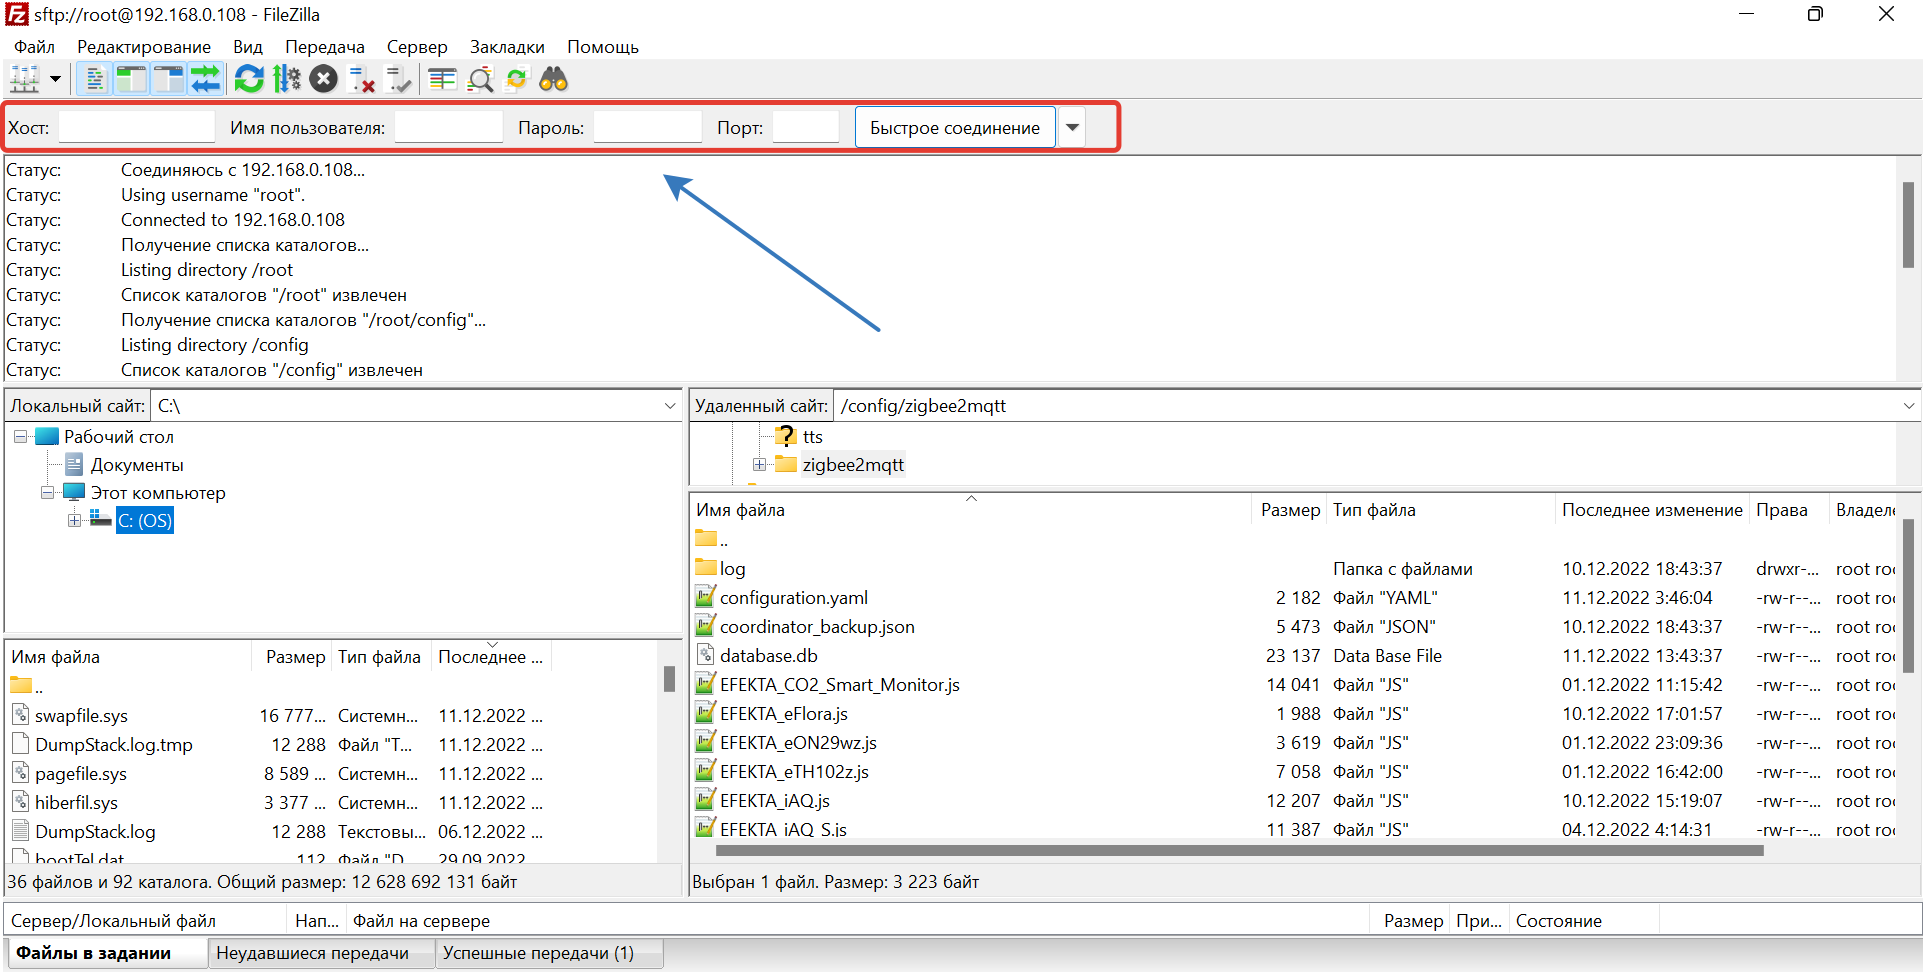 sftp://root@192.168.0.108 - FileZilla
Файл Редактирование Вид Передача Сервер Закладки Помощь
Хост: Имя пользователя: Пароль: Порт: Быстрое соединение
Статус: Соединяюсь с 192.168.0.108...
Статус: Using username "root".
Статус: Connected to 192.168.0.108
Статус: Получение списка каталогов...
Статус: Listing directory /root
Статус: Список каталогов "/root" извлечен
Статус: Получение списка каталогов "/root/config"...
Статус: Listing directory /config
Статус: Список каталогов "/config" извлечен
Локальный сайт: C:\
Рабочий стол
Документы
Этот компьютер
C: (OS)
Имя файла Размер Тип файла Последнее ...
..
swapfile.sys 16 777... Системн... 11.12.2022 ...
DumpStack.log.tmp 12 288 Файл "T... 11.12.2022 ...
pagefile.sys 8 589 ... Системн... 11.12.2022 ...
hiberfil.sys 3 377 ... Системн... 11.12.2022 ...
DumpStack.log 12 288 Текстовы... 06.12.2022 ...
bootTel.dat 112 Файл "D... 29.09.2022
36 файлов и 92 каталога. Общий размер: 12 628 692 131 байт
Удаленный сайт: /config/zigbee2mqtt
tts
zigbee2mqtt
Имя файла Размер Тип файла Последнее изменение Права Владеле
..
log Папка с файлами 10.12.2022 18:43:37 drwxr-... root roo
configuration.yaml 2 182 Файл "YAML" 11.12.2022 3:46:04 -rw-r--... root roo
coordinator_backup.json 5 473 Файл "JSON" 10.12.2022 18:43:37 -rw-r--... root roo
database.db 23 137 Data Base File 11.12.2022 13:43:37 -rw-r--... root roo
EFEKTA_CO2_Smart_Monitor.js 14 041 Файл "JS" 01.12.2022 11:15:42 -rw-r--... root roo
EFEKTA_eFlora.js 1 988 Файл "JS" 10.12.2022 17:01:57 -rw-r--... root roo
EFEKTA_eON29wz.js 3 619 Файл "JS" 01.12.2022 23:09:36 -rw-r--... root roo
EFEKTA_eTH102z.js 7 058 Файл "JS" 01.12.2022 16:42:00 -rw-r--... root roo
EFEKTA_iAQ.js 12 207 Файл "JS" 10.12.2022 15:19:07 -rw-r--... root roo
EFEKTA_iAQ_S.js 11 387 Файл "JS" 04.12.2022 4:14:31 -rw-r--... root roo
Выбран 1 файл. Размер: 3 223 байт
Сервер/Локальный файл Нап... Файл на сервере Размер При... Состояние
Файлы в задании Неудавшиеся передачи Успешные передачи (1)